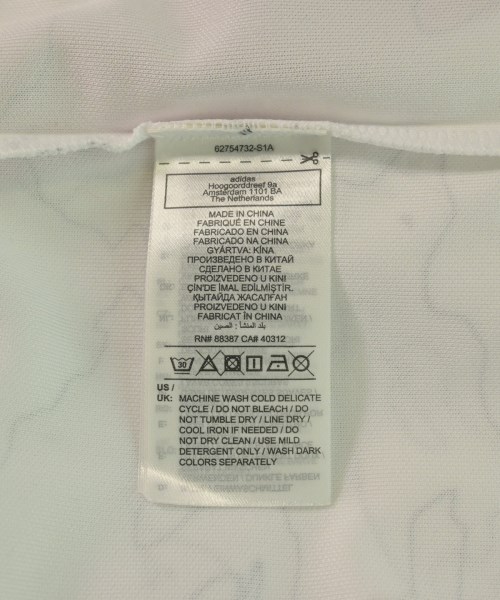 62754732-S1A
adidas
Hoogoorddreef 9a
Amsterdam 1101 BA
The Netherlands
MADE IN CHINA
FABRIQUÉ EN CHINE
FABRICADO EN CHINA
FABRICADO NA CHINA
GYÁRTVA: KÍNA
ПРОИЗВЕДЕНО В КИТАЙ
СДЕЛАНО В КИТАЕ
PROIZVEDENO U KINI
ÇİN'DE İMAL EDİLMİŞTİR.
ҚЫТАЙДА ЖАСАЛҒАН
PROIZVEDENO U KINI
FABRICAT ÎN CHINA
بلد المنشأ: الصين
RN# 88387 CA# 40312
30
US /
UK: MACHINE WASH COLD DELICATE
CYCLE / DO NOT BLEACH / DO
NOT TUMBLE DRY / LINE DRY /
COOL IRON IF NEEDED / DO
NOT DRY CLEAN / USE MILD
DETERGENT ONLY / WASH DARK
COLORS SEPARATELY